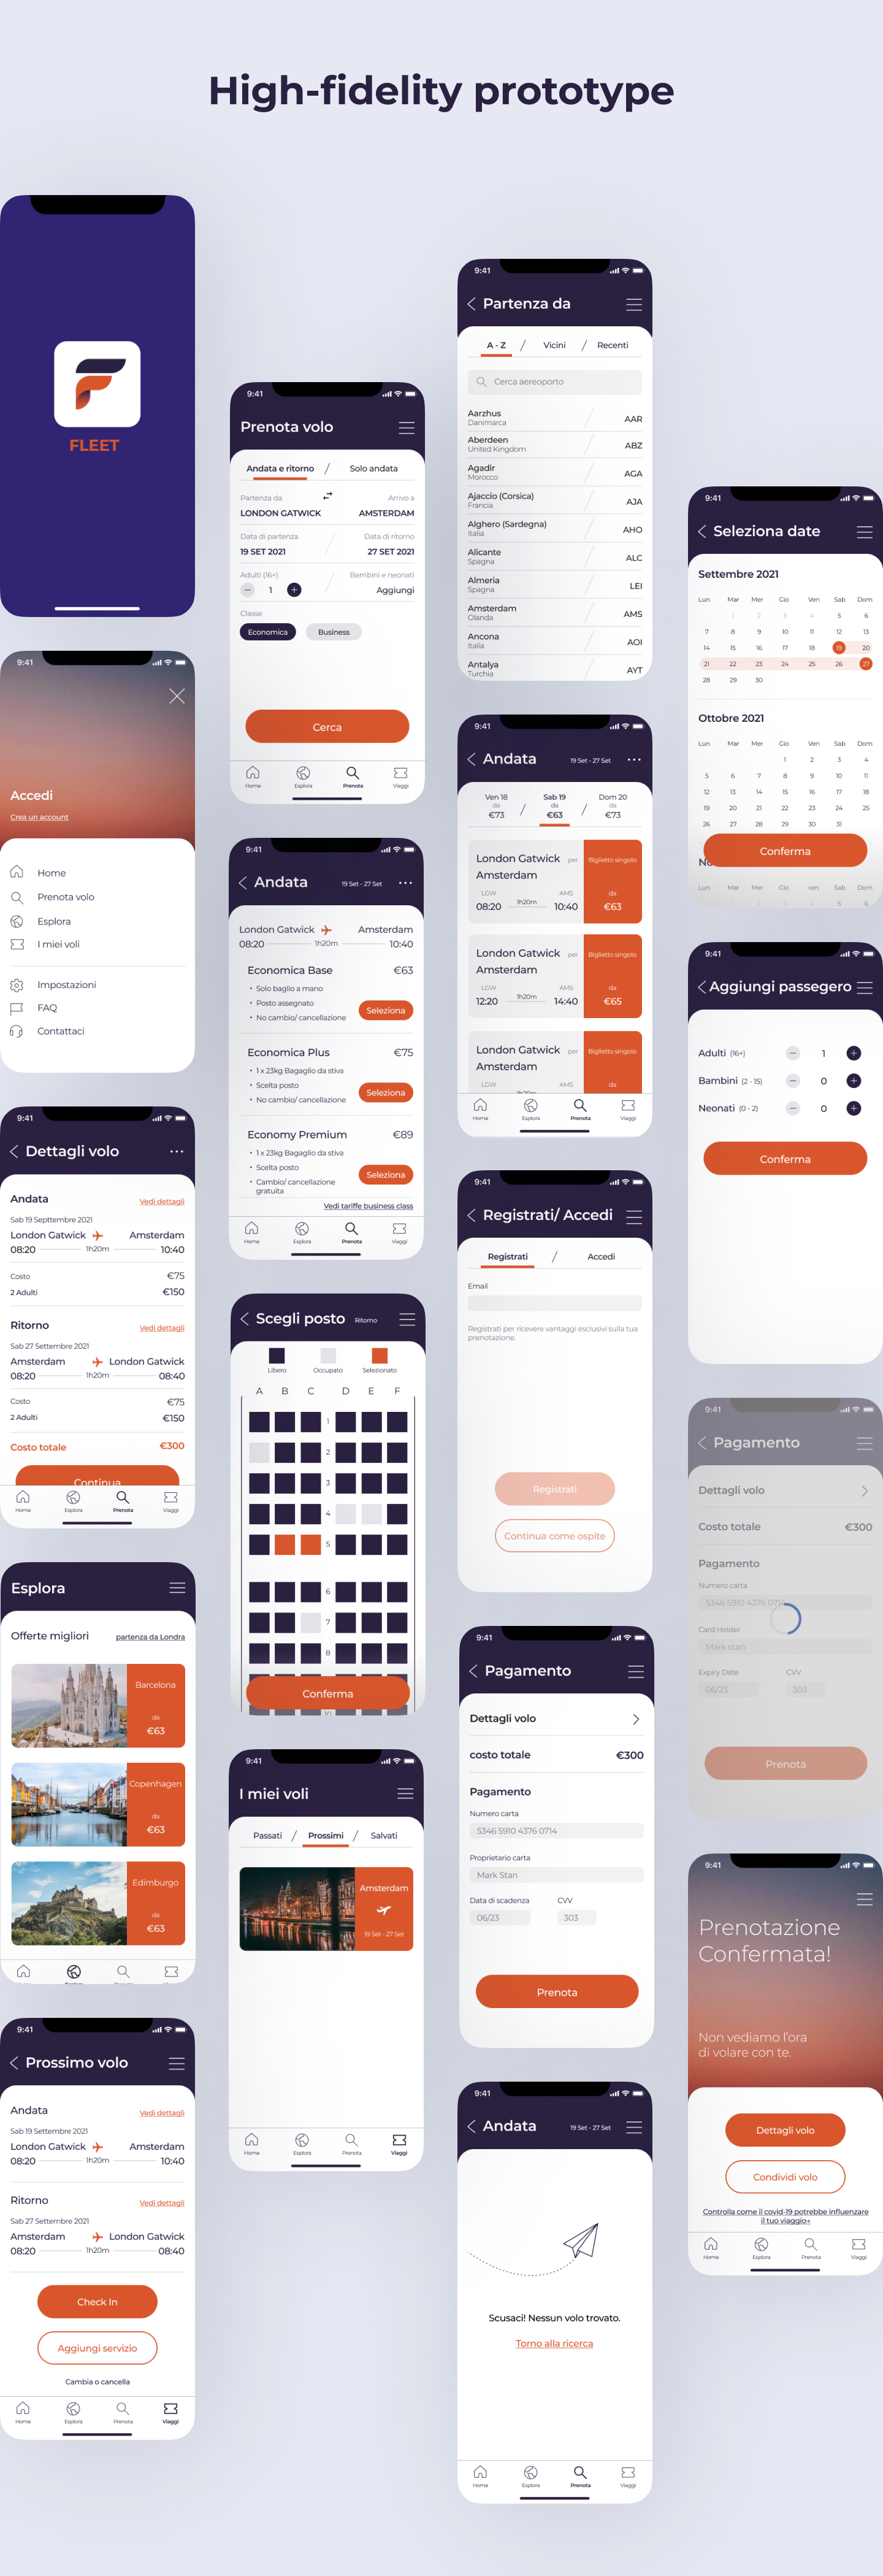 High-fidelity prototype
FLEET
9:41
Accedi
Crea un account
Home
Prenota volo
Esplora
I miei voli
Impostazioni
FAQ
Contattaci
9:41
Dettagli volo
Andata
Vedi dettagli
Sab 19 Septtembre 2021
London Gatwick Amsterdam
08:20 1h20m 10:40
Costo €75
2 Adulti €150
Ritorno
Vedi dettagli
Sab 27 Settembre 2021
Amsterdam London Gatwick
08:20 1h20m 08:40
Costo €75
2 Adulti €150
Costo totale €300
Continua
Home Esplora Prenota Viaggi
Esplora
Offerte migliori partenza da Londra
Barcelona
da
€63
Copenhagen
da
€63
Edimburgo
da
€63
9:41
Prossimo volo
Andata
Vedi dettagli
Sab 19 Settembre 2021
London Gatwick Amsterdam
08:20 1h20m 10:40
Ritorno
Vedi dettagli
Sab 27 Settembre 2021
Amsterdam London Gatwick
08:20 1h20m 08:40
Check In
Aggiungi servizio
Cambia o cancella
Home Esplora Prenota Viaggi
9:41
Prenota volo
Andata e ritorno / Solo andata
Partenza da Arrivo a
LONDON GATWICK AMSTERDAM
Data di partenza Data di ritorno
19 SET 2021 27 SET 2021
Adulti (16+) Bambini e neonati
− 1 + Aggiungi
Classe
Economica Business
Cerca
Home Esplora Prenota Viaggi
9:41
Andata 19 Set - 27 Set
London Gatwick Amsterdam
08:20 1h20m 10:40
Economica Base €63
• Solo baglio a mano
• Posto assegnato
• No cambio/ cancellazione
Seleziona
Economica Plus €75
• 1 x 23kg Bagaglio da stiva
• Scelta posto
• No cambio/ cancellazione
Seleziona
Economy Premium €89
• 1 x 23kg Bagaglio da stiva
• Scelta posto
• Cambio/ cancellazione
gratuita
Seleziona
Vedi tariffe business class
Home Esplora Prenota Viaggi
Scegli posto Ritorno
Libero Occupato Selezionato
A B C D E F
1
2
3
4
5
6
7
8
Conferma
10
9:41
I miei voli
Passati / Prossimi / Salvati
Amsterdam
19 Set - 27 Set
Home Esplora Prenota Viaggi
9:41
Partenza da
A - Z / Vicini / Recenti
Cerca aereoporto
Aarzhus
Danimarca
AAR
Aberdeen
United Kingdom
ABZ
Agadir
Morocco
AGA
Ajaccio (Corsica)
Francia
AJA
Alghero (Sardegna)
Italia
AHO
Alicante
Spagna
ALC
Almeria
Spagna
LEI
Amsterdam
Olanda
AMS
Ancona
Italia
AOI
Antalya
Turchia
AYT
9:41
Andata 19 Set - 27 Set
Ven 18 Sab 19 Dom 20
da da da
€73 / €63 / €73
London Gatwick per
Amsterdam
LGW AMS
08:20 1h20m 10:40
Biglietto singolo
da
€63
London Gatwick per
Amsterdam
LGW AMS
12:20 1h20m 14:40
Biglietto singolo
da
€65
London Gatwick per
Amsterdam
LGW AMS
Biglietto singolo
da
Home Esplora Prenota Viaggi
9:41
Registrati/ Accedi
Registrati / Accedi
Email
Registrati per ricevere vantaggi esclusivi sulla tua
prenotazione.
Registrati
Continua come ospite
9:41
Pagamento
Dettagli volo
costo totale €300
Pagamento
Numero carta
5346 5910 4376 0714
Proprietario carta
Mark Stan
Data di scadenza CVV
06/23 303
Prenota
9:41
Andata 19 Set - 27 Set
Scusaci! Nessun volo trovato.
Torno alla ricerca
Home Esplora Prenota Viaggi
9:41
Seleziona date
Settembre 2021
Lun Mar Mer Gio Ven Sab Dom
1 2 3 4 5 6
7 8 9 10 11 12 13
14 15 16 17 18 19 20
21 22 23 24 25 26 27
28 29 30
Ottobre 2021
Lun Mar Mer Gio Ven Sab Dom
1 2 3 4
5 6 7 8 9 10 11
12 13 14 15 16 17 18
19 20 21 22 23 24 25
26 27 28 29 30 31
Conferma
Lun Mar Mer Gio ven Sab Dom
9:41
Aggiungi passegero
Adulti (16+) − 1 +
Bambini (2 - 15) − 0 +
Neonati (0 - 2) − 0 +
Conferma
9:41
Pagamento
Dettagli volo
Costo totale €300
Pagamento
Numero carta
5346 5910 4376 0714
Card Holder
Mark stan
Expiry Date CVV
06/23 303
Prenota
9:41
Prenotazione
Confermata!
Non vediamo l'ora
di volare con te.
Dettagli volo
Condividi volo
Controlla come il covid-19 potrebbe influenzare
il tuo viaggio+
Home Esplora Prenota Viaggi